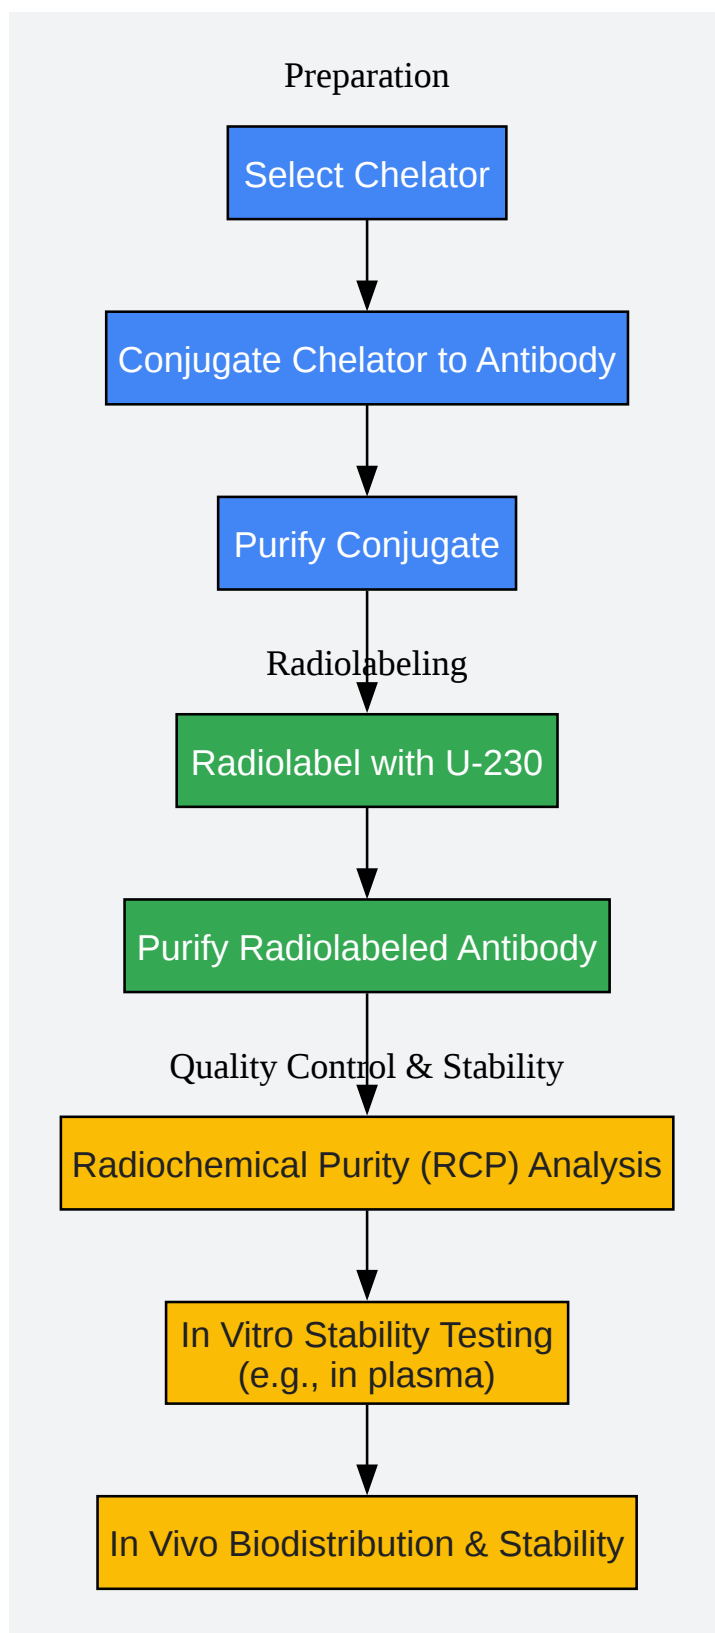 Preparation
Select Chelator
Conjugate Chelator to Antibody
Purify Conjugate
Radiolabeling
Radiolabel with U-230
Purify Radiolabeled Antibody
Quality Control & Stability
Radiochemical Purity (RCP) Analysis
In Vitro Stability Testing
(e.g., in plasma)
In Vivo Biodistribution & Stability